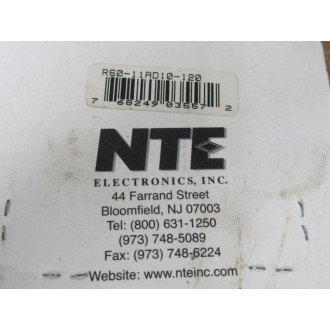 R60-11AD10-120
7 68249 03557 2
NTE
ELECTRONICS, INC.
44 Farrand Street
Bloomfield, NJ 07003
Tel: (800) 631-1250
(973) 748-5089
Fax: (973) 748-6224
Website: www.nteinc.com